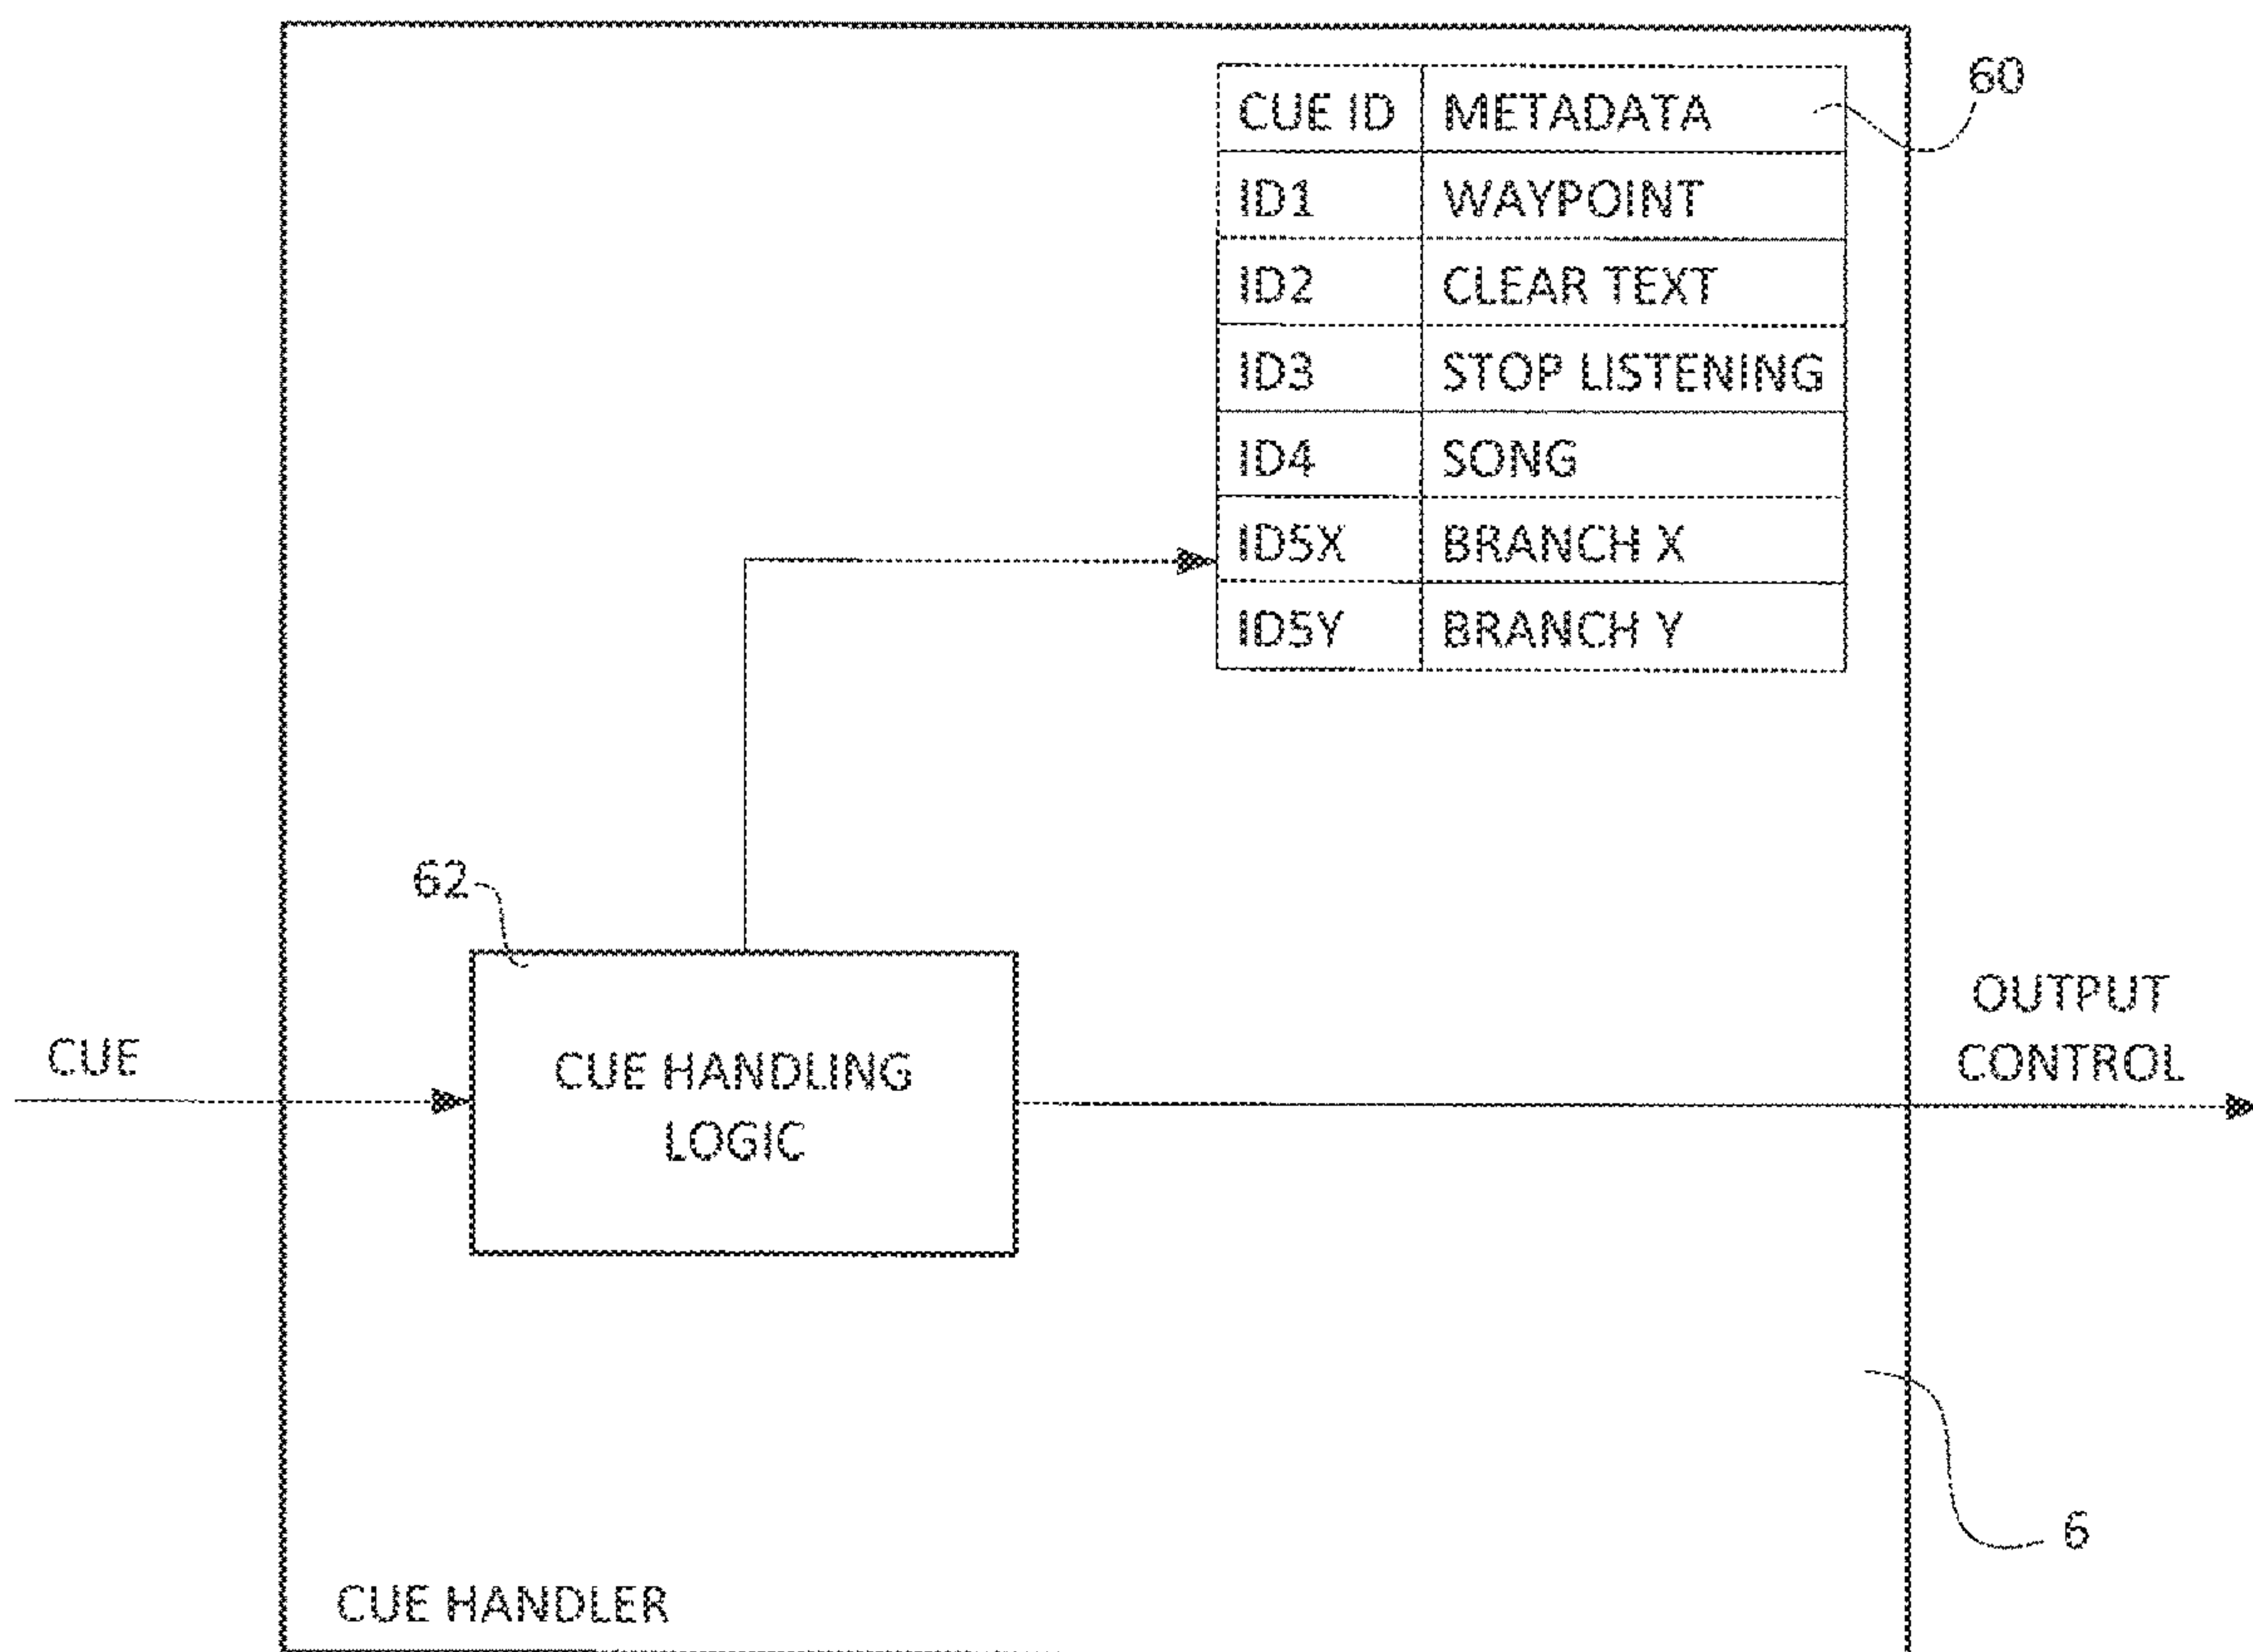 60
CUE ID METADATA
ID1 WAYPOINT
ID2 CLEAR TEXT
ID3 STOP LISTENING
ID4 SONG
ID5X BRANCH X
ID5Y BRANCH Y
62
CUE
CUE HANDLING
LOGIC
OUTPUT
CONTROL
6
CUE HANDLER